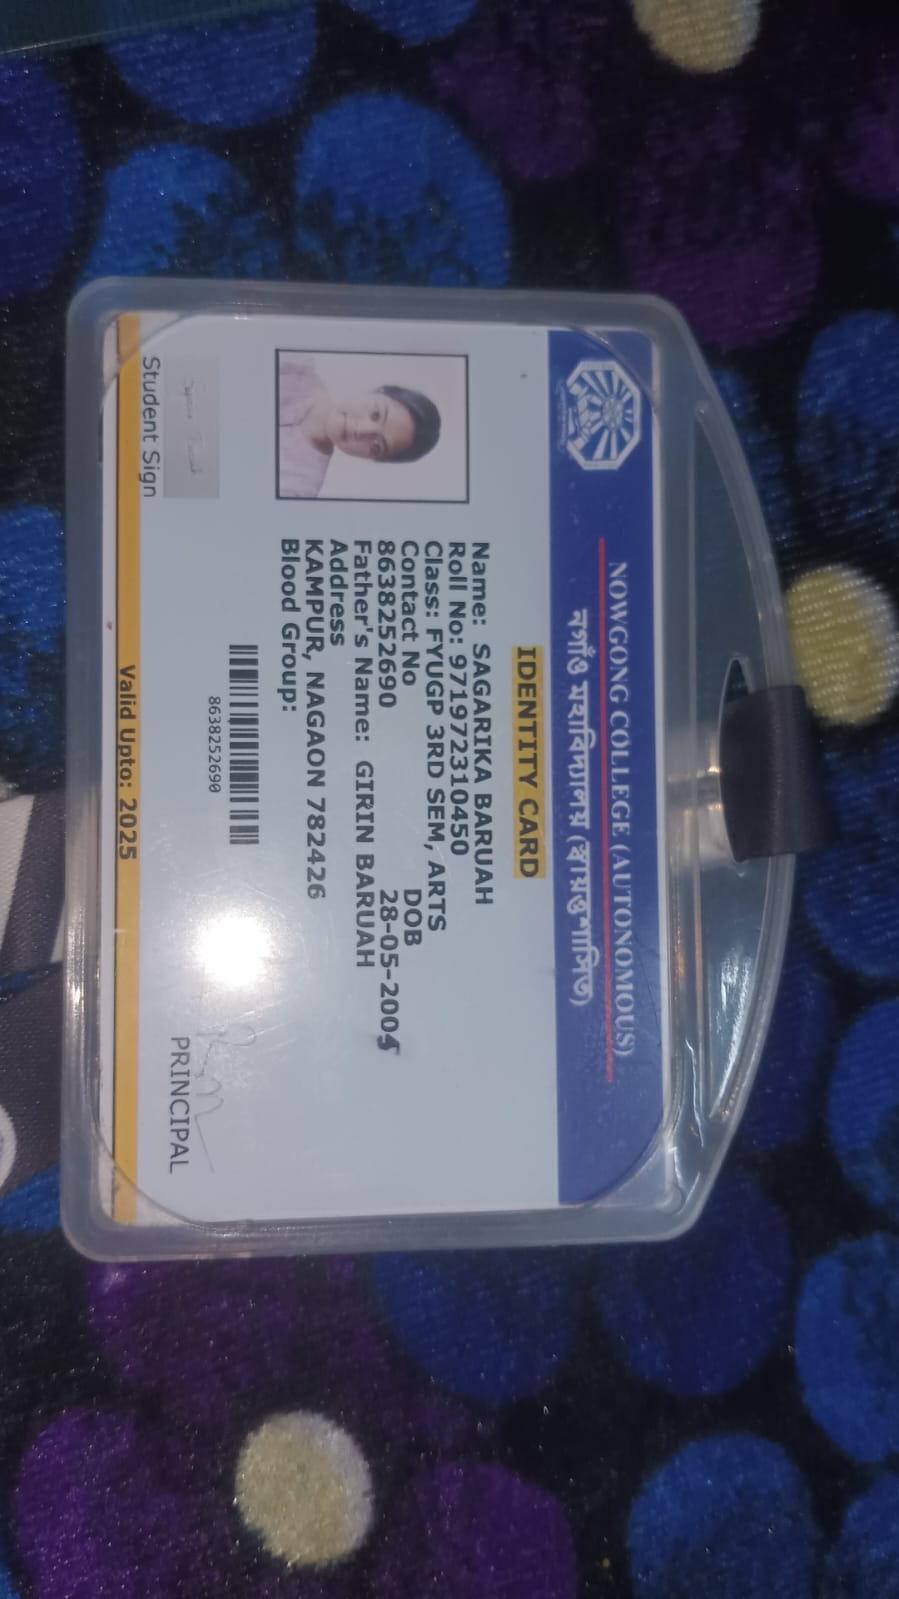 NOWGONG COLLEGE (AUTONOMOUS)
নগাঁও মহাবিদ্যালয় (স্বায়ত্তশাসিত)
IDENTITY CARD
Name: SAGARIKA BARUAH
Roll No: 971972310450
Class: FYUGP 3RD SEM, ARTS
Contact No DOB
8638252690 28-05-2005
Father's Name: GIRIN BARUAH
Address
KAMPUR, NAGAON 782426
Blood Group:
8638252690
Student Sign
PRINCIPAL
Valid Upto: 2025